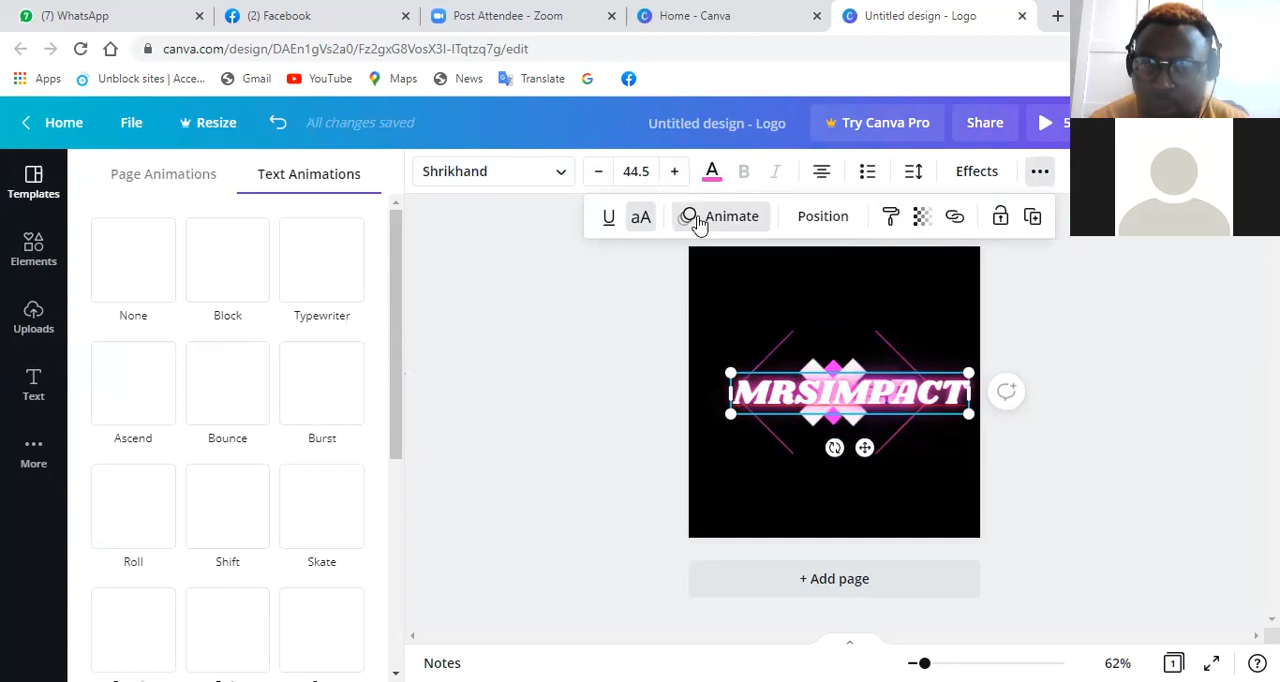 (7) WhatsApp
(2) Facebook
Post Attendee - Zoom
Home - Canva
Untitled design - Logo
canva.com/design/DAEn1gVs2a0/Fz2gxG8VosX3I-ITqtzq7g/edit
Apps
Unblock sites | Acce...
Gmail
YouTube
Maps
News
Translate
Home
File
Resize
All changes saved
Untitled design - Logo
Try Canva Pro
Share
5
Templates
Elements
Uploads
Text
More
Page Animations
Text Animations
None
Block
Typewriter
Ascend
Bounce
Burst
Roll
Shift
Skate
Shrikhand
44.5
A
B
I
Effects
U
aA
Animate
Position
MRSIMPACT
+ Add page
Notes
62%
1